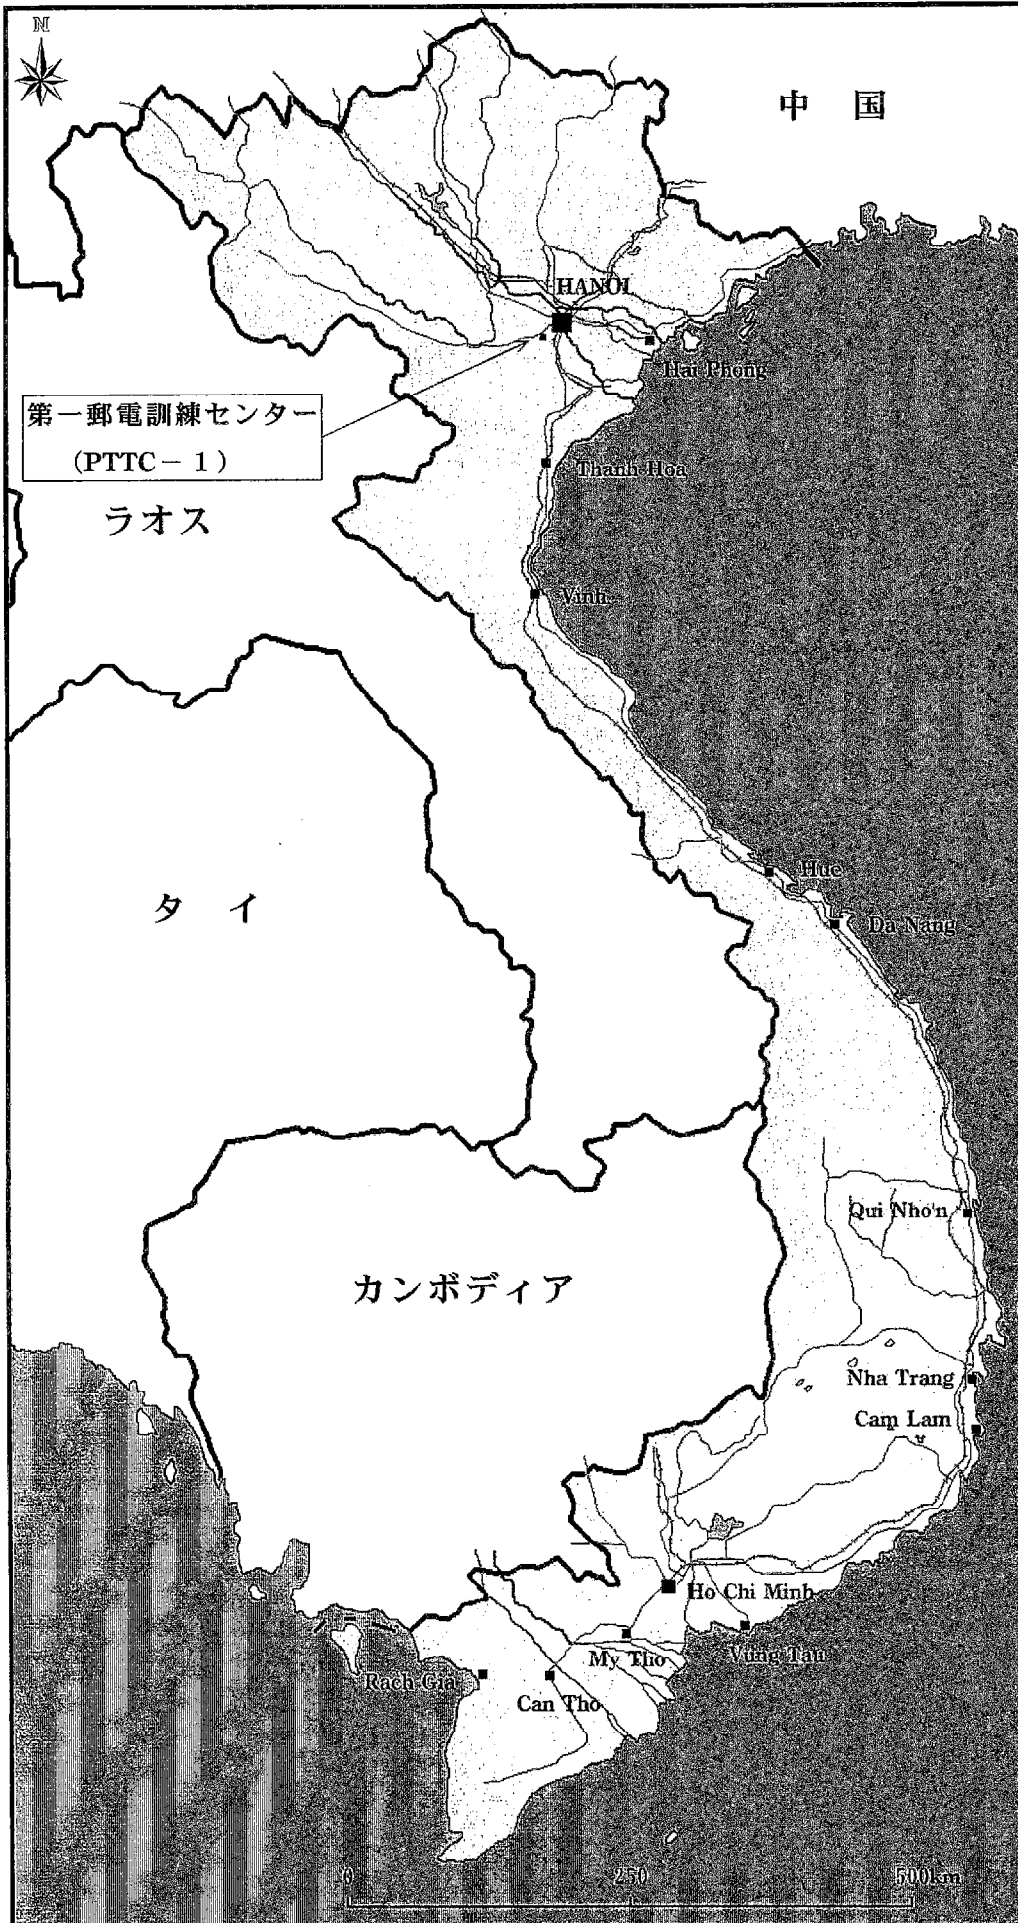 N
中 国
HANOI
Hai Phong
第一郵電訓練センター
(PTTC－1)
Thanh Hoa
ラオス
Vinh
Hue
タ イ
Da Nang
Qui Nho'n
カンボディア
Nha Trang
Cam Lam
Ho Chi Minh
Vung Tau
My Tho
Rach Gia
Can Tho
0 250 500km